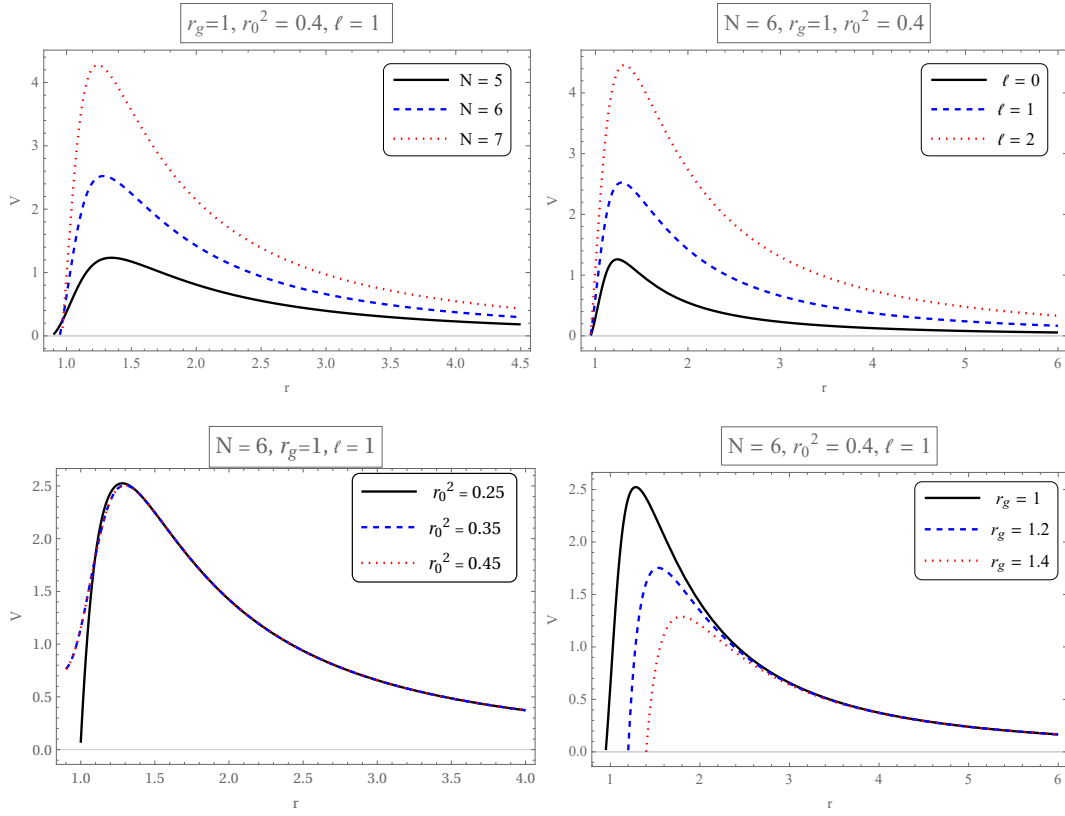 r_g=1, r_0^2 = 0.4, ℓ = 1
N = 5
N = 6
N = 7
V
4
3
2
1
0
1.0 1.5 2.0 2.5 3.0 3.5 4.0 4.5
r
N = 6, r_g=1, r_0^2 = 0.4
ℓ = 0
ℓ = 1
ℓ = 2
V
4
3
2
1
0
1 2 3 4 5 6
r
N = 6, r_g=1, ℓ = 1
r_0^2 = 0.25
r_0^2 = 0.35
r_0^2 = 0.45
V
2.5
2.0
1.5
1.0
0.5
0.0
1.0 1.5 2.0 2.5 3.0 3.5 4.0
r
N = 6, r_0^2 = 0.4, ℓ = 1
r_g = 1
r_g = 1.2
r_g = 1.4
V
2.5
2.0
1.5
1.0
0.5
0.0
1 2 3 4 5 6
r